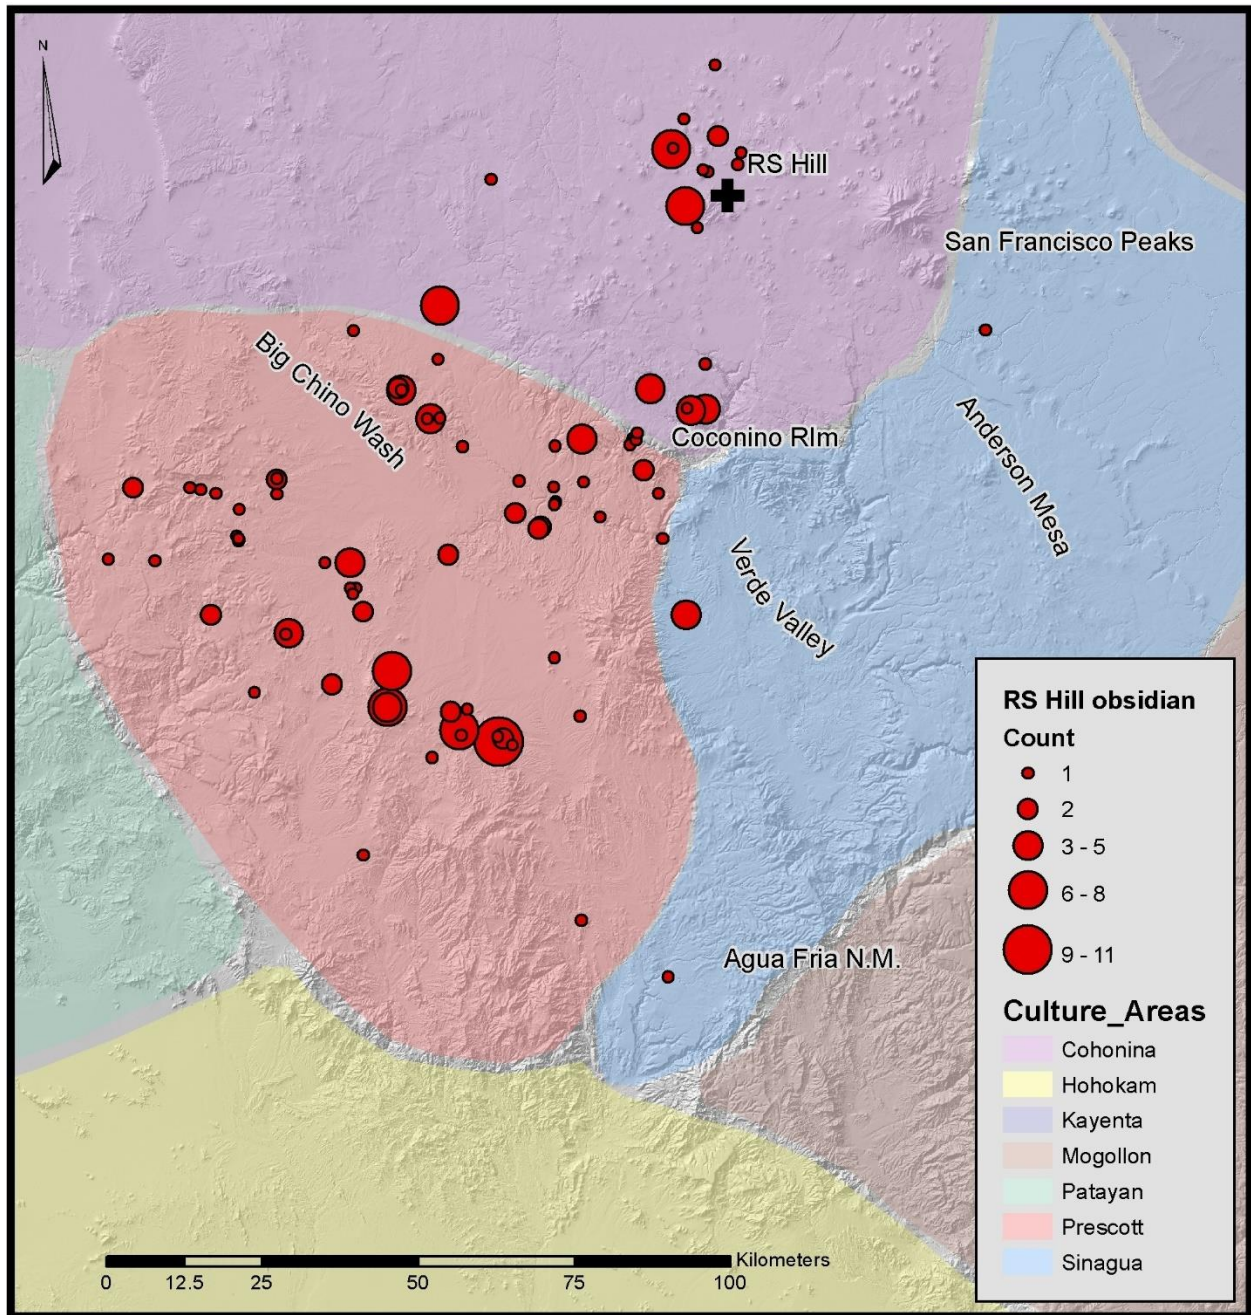 N
RS Hill
San Francisco Peaks
Big Chino Wash
Anderson Mesa
Coconino RIm
Verde Valley
Agua Fria N.M.
RS Hill obsidian
Count
1
2
3 - 5
6 - 8
9 - 11
Culture_Areas
Cohonina
Hohokam
Kayenta
Mogollon
Patayan
Prescott
Sinagua
Kilometers
0 12.5 25 50 75 100